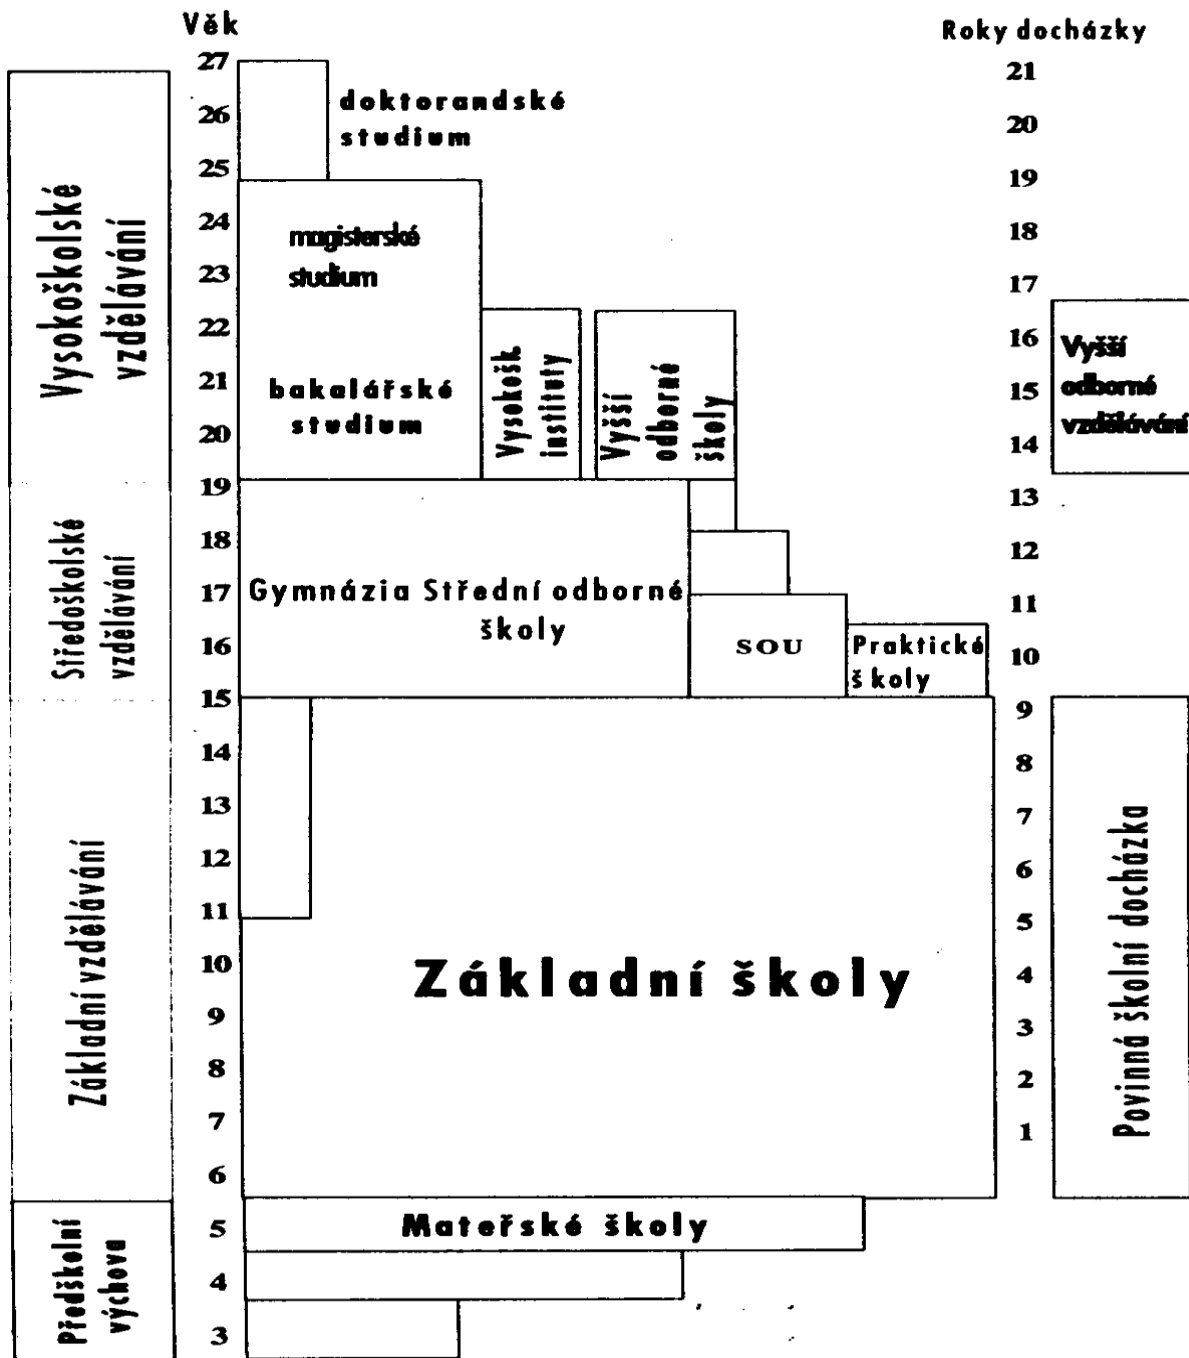 Věk
Roky docházky
27
26
25
24
23
22
21
20
19
18
17
16
15
14
13
12
11
10
9
8
7
6
5
4
3
Vysokoškolské
vzdělávání
Středoškolské
vzdělávání
Základní vzdělávání
Předškolní
výchova
doktorandské
studium
magisterské
studium
bakalářské
studium
Vysokošk.
instituty
Vyšší
odborné
školy
Gymnázia Střední odborné
školy
SOU
Praktické
školy
Základní školy
Mateřské školy
21
20
19
18
17
16
15
14
13
12
11
10
9
8
7
6
5
4
3
2
1
Vyšší
odborné
vzdělávání
Povinná školní docházka